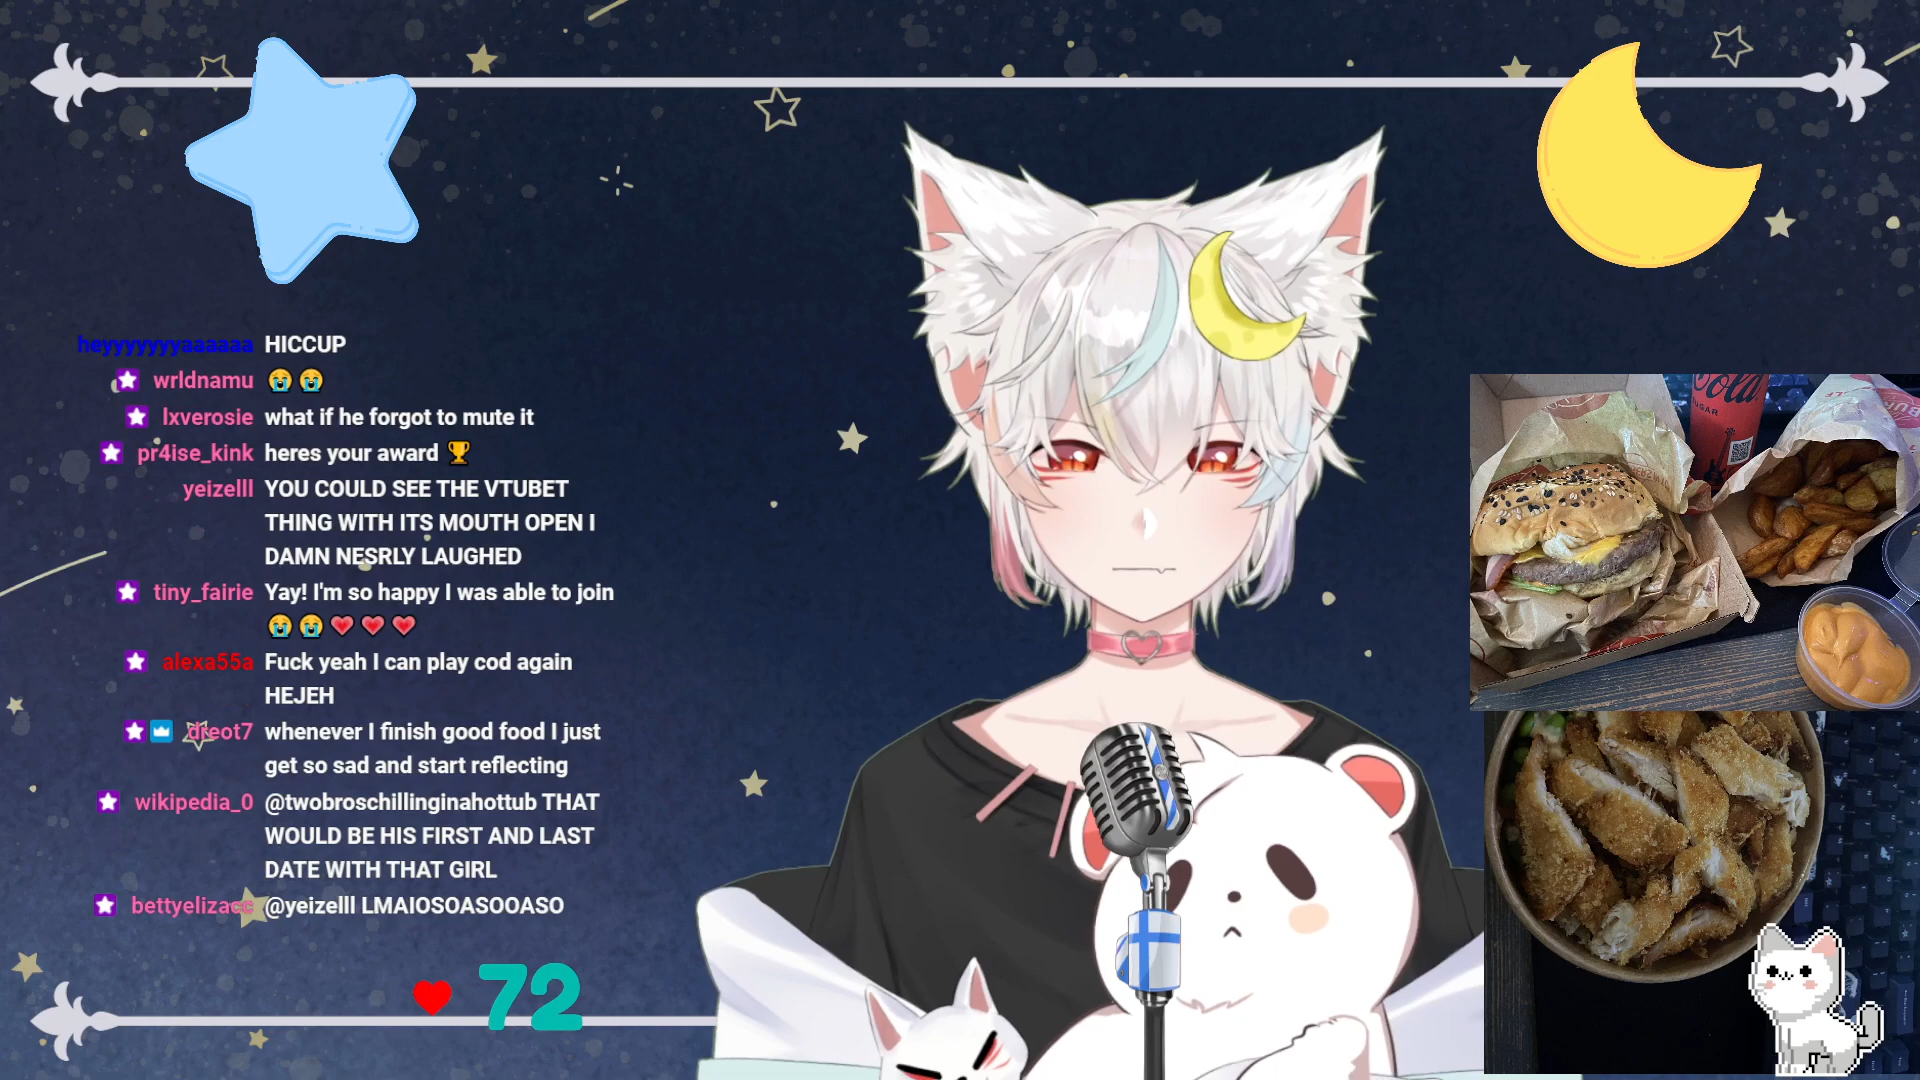 heyyyyyyyaaaaaa HICCUP
wrldnamu 😭 😭
lxverosie what if he forgot to mute it
pr4ise_kink heres your award 🏆
yeizelll YOU COULD SEE THE VTUBET
THING WITH ITS MOUTH OPEN I
DAMN NESRLY LAUGHED
tiny_fairie Yay! I'm so happy I was able to join
😭 😭 ❤️ ❤️ ❤️
alexa55a Fuck yeah I can play cod again
HEJEH
dreot7 whenever I finish good food I just
get so sad and start reflecting
wikipedia_0 @twobroschillinginahottub THAT
WOULD BE HIS FIRST AND LAST
DATE WITH THAT GIRL
bettyelizacc @yeizelll LMAIOSOASOOASO
72
Cola
UGAR